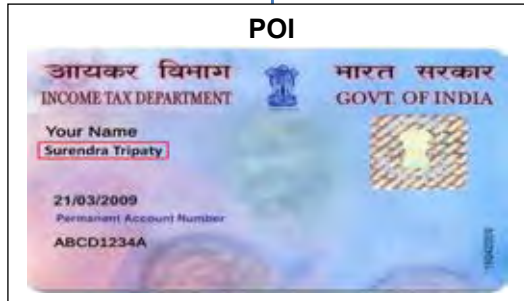 POI
आयकर विभाग
भारत सरकार
INCOME TAX DEPARTMENT
GOVT. OF INDIA
Your Name
Surendra Tripaty
21/03/2009
Permanent Account Number
ABCD1234A